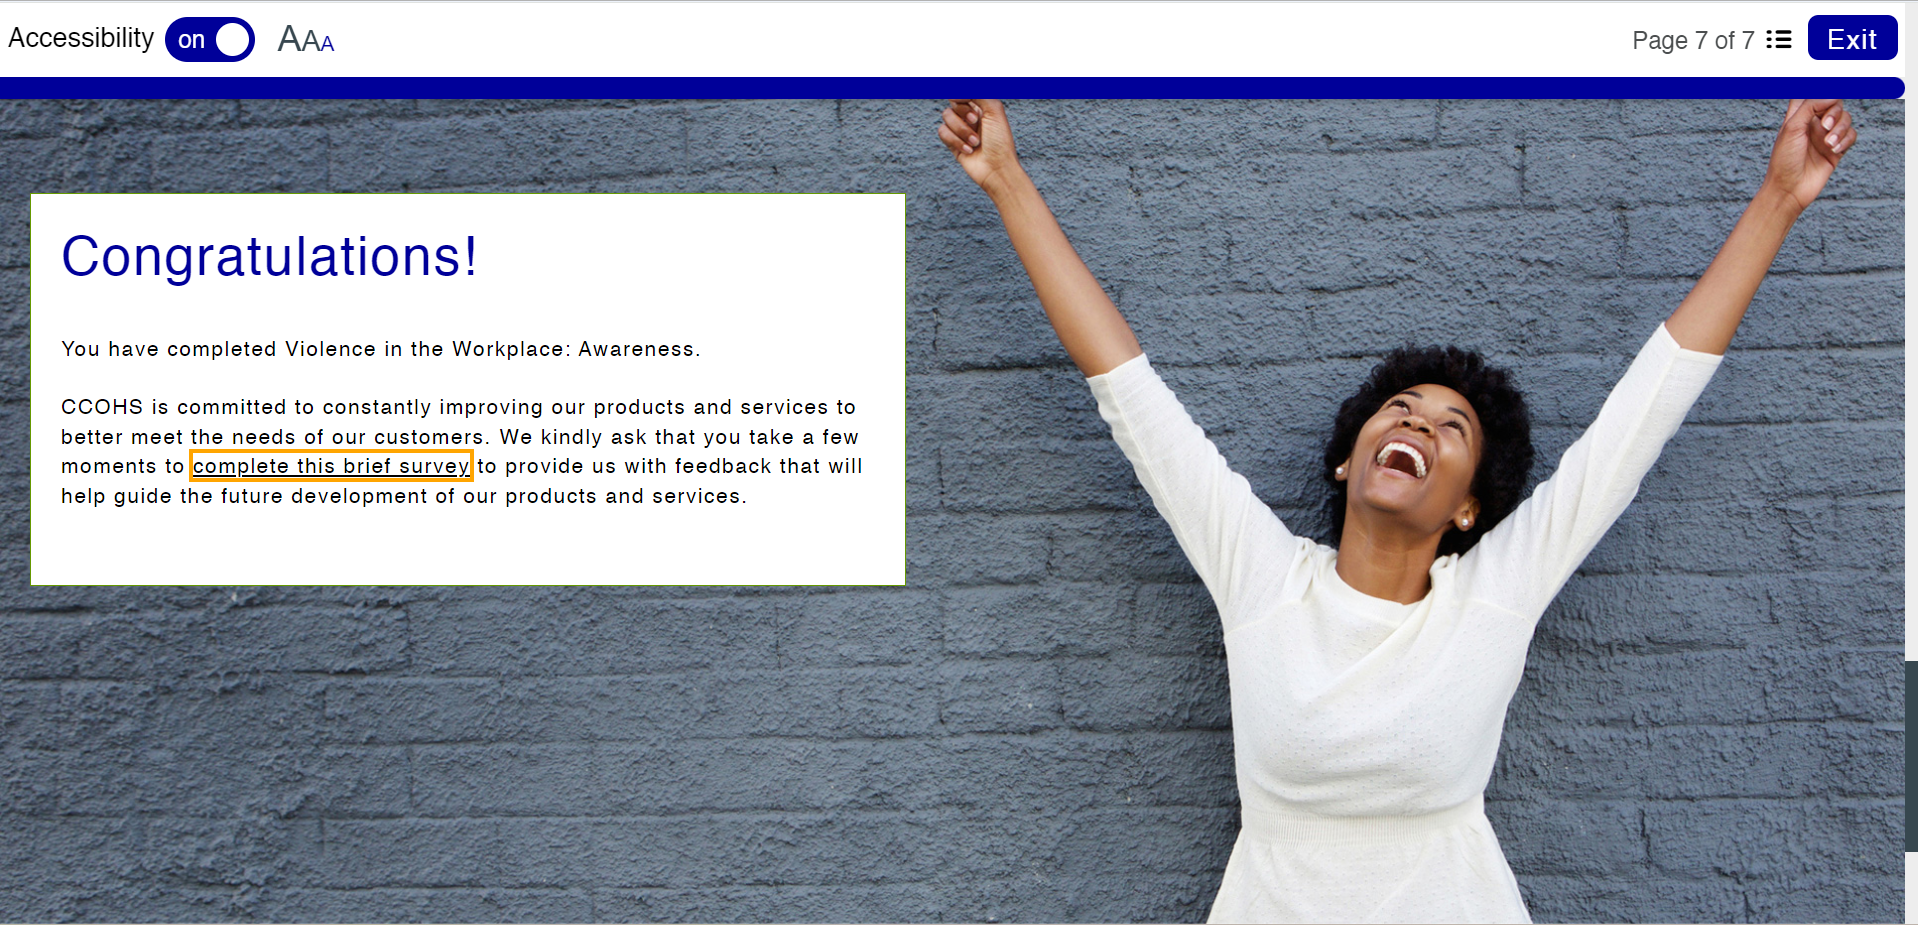 Accessibility on AAA Page 7 of 7 Exit
Congratulations!
You have completed Violence in the Workplace: Awareness.
CCOHS is committed to constantly improving our products and services to
better meet the needs of our customers. We kindly ask that you take a few
moments to complete this brief survey to provide us with feedback that will
help guide the future development of our products and services.